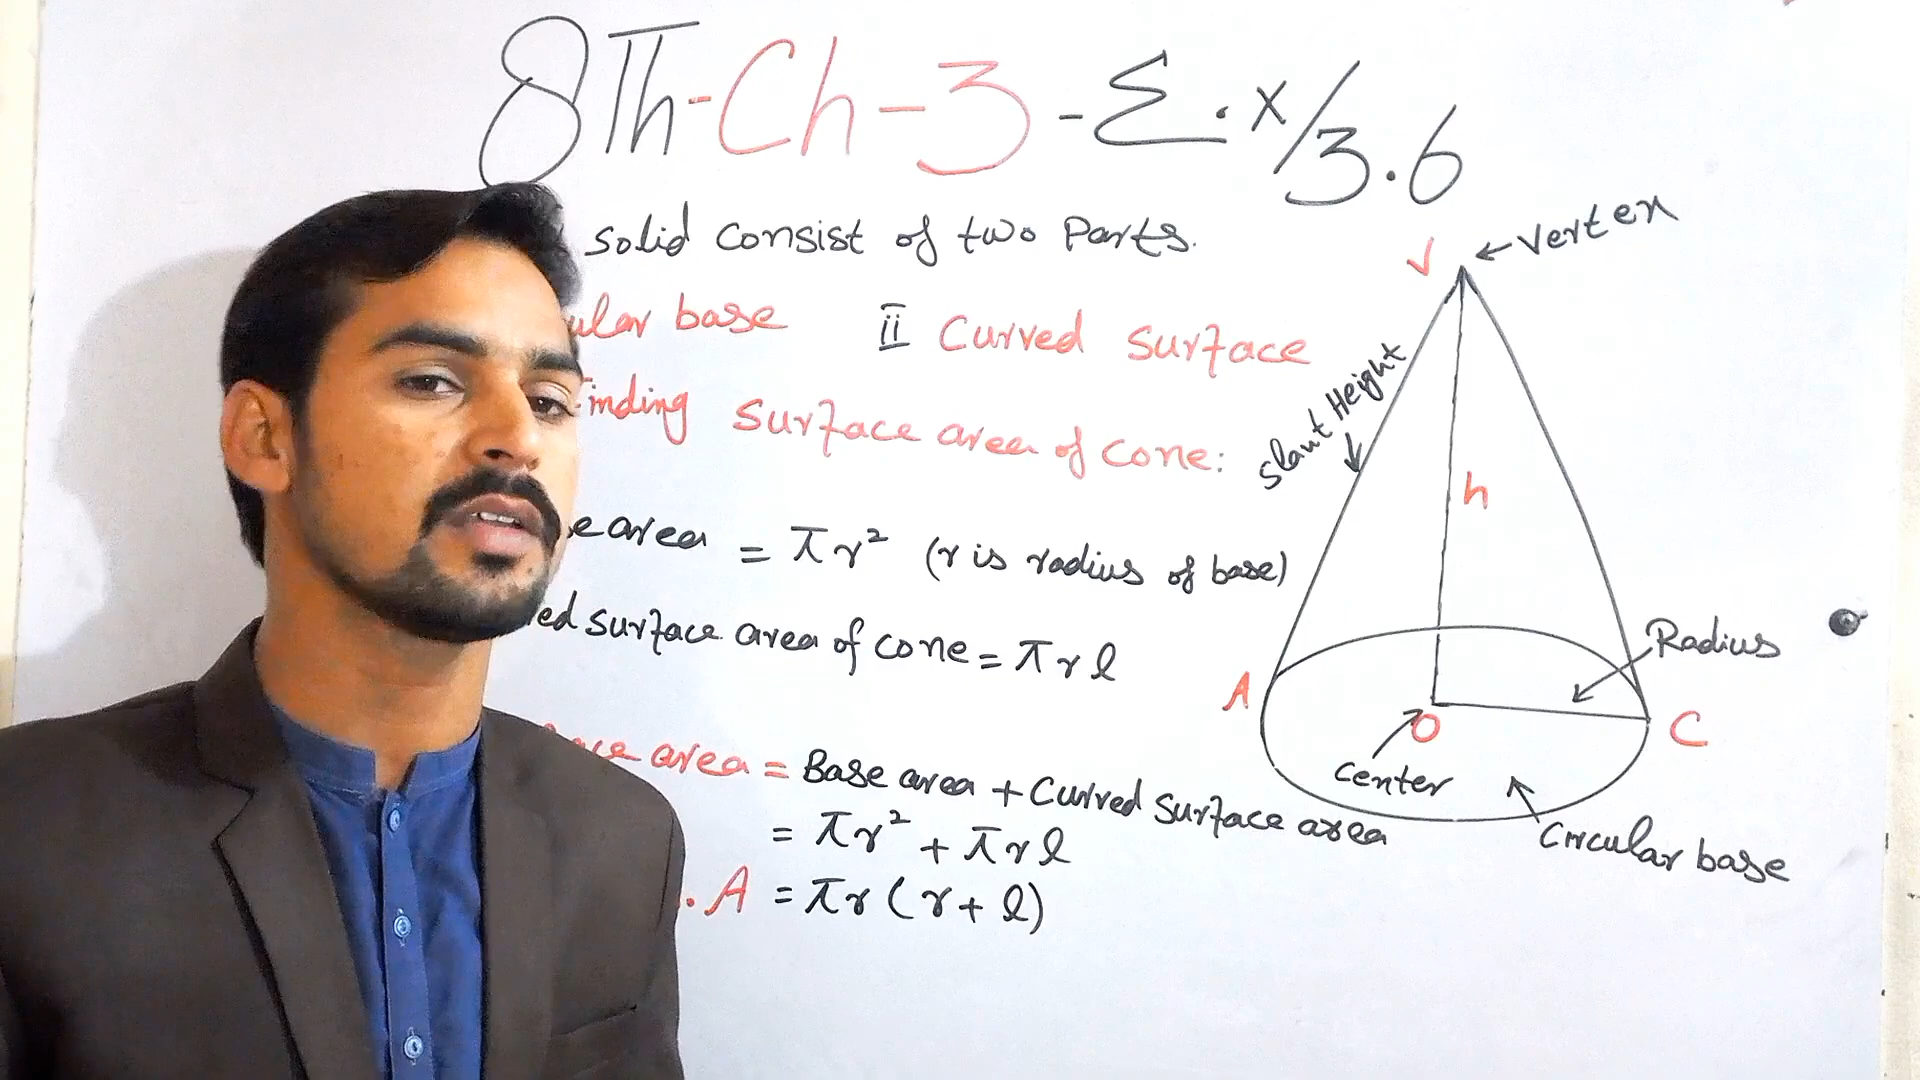 8Th-Ch-3-Ex/3.6
solid consist of two Parts.
ular base ii Curved Surface
inding Surface area of Cone:
e area = πr² (r is radius of base)
ed surface area of cone = πrl
ace area = Base area + Curved Surface area
= πr² + πrl
.A = πr(r+l)
V ← Vertex
Slant Height
h
Radius
A
O
C
Center
Circular base